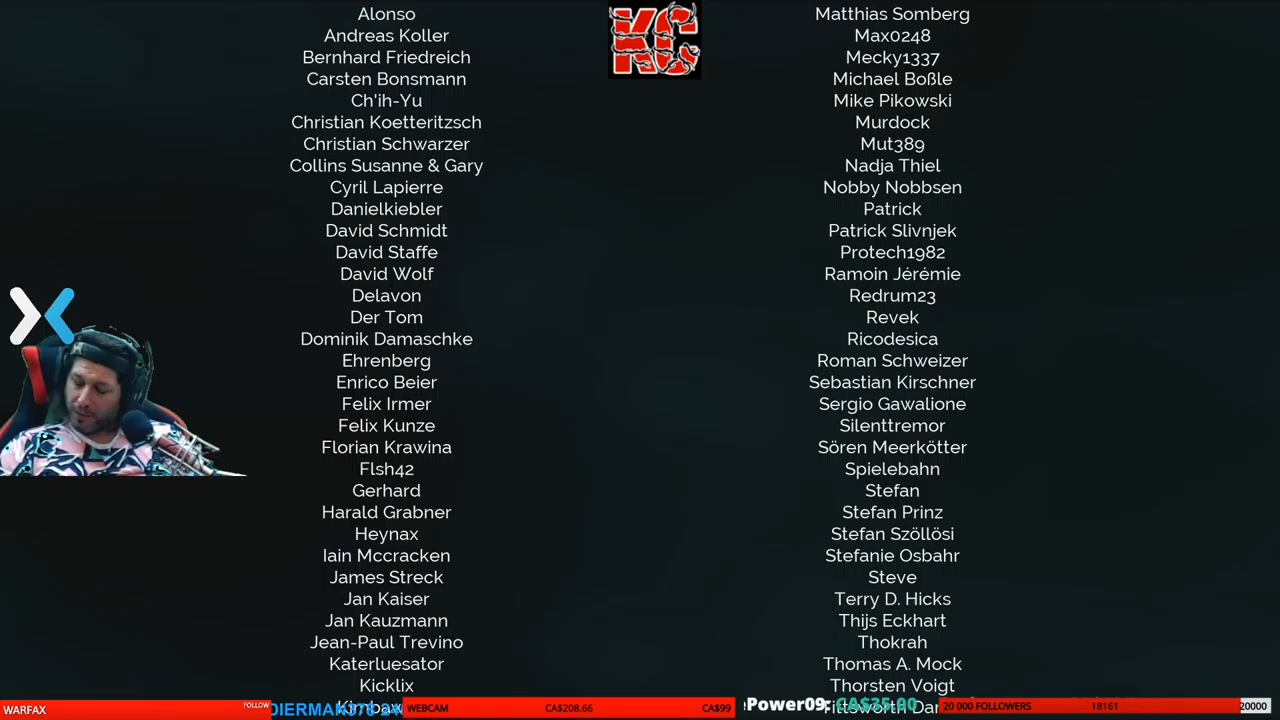 Alonso
Andreas Koller
Bernhard Friedreich
Carsten Bonsmann
Ch'ih-Yu
Christian Koetteritzsch
Christian Schwarzer
Collins Susanne & Gary
Cyril Lapierre
Danielkiebler
David Schmidt
David Staffe
David Wolf
Delavon
Der Tom
Dominik Damaschke
Ehrenberg
Enrico Beier
Felix Irmer
Felix Kunze
Florian Krawina
Flsh42
Gerhard
Harald Grabner
Heynax
Iain Mccracken
James Streck
Jan Kaiser
Jan Kauzmann
Jean-Paul Trevino
Katerluesator
Kicklix
KC
Matthias Somberg
Max0248
Mecky1337
Michael Boßle
Mike Pikowski
Murdock
Mut389
Nadja Thiel
Nobby Nobbsen
Patrick
Patrick Slivnjek
Protech1982
Ramoin Jérémie
Redrum23
Revek
Ricodesica
Roman Schweizer
Sebastian Kirschner
Sergio Gawalione
Silenttremor
Sören Meerkötter
Spielebahn
Stefan
Stefan Prinz
Stefan Szöllösi
Stefanie Osbahr
Steve
Terry D. Hicks
Thijs Eckhart
Thokrah
Thomas A. Mock
Thorsten Voigt
WARFAX FOLLOW
WEBCAM CA$208.66 CA$99
Power09: CA$35.00
20 000 FOLLOWERS 18161 20000